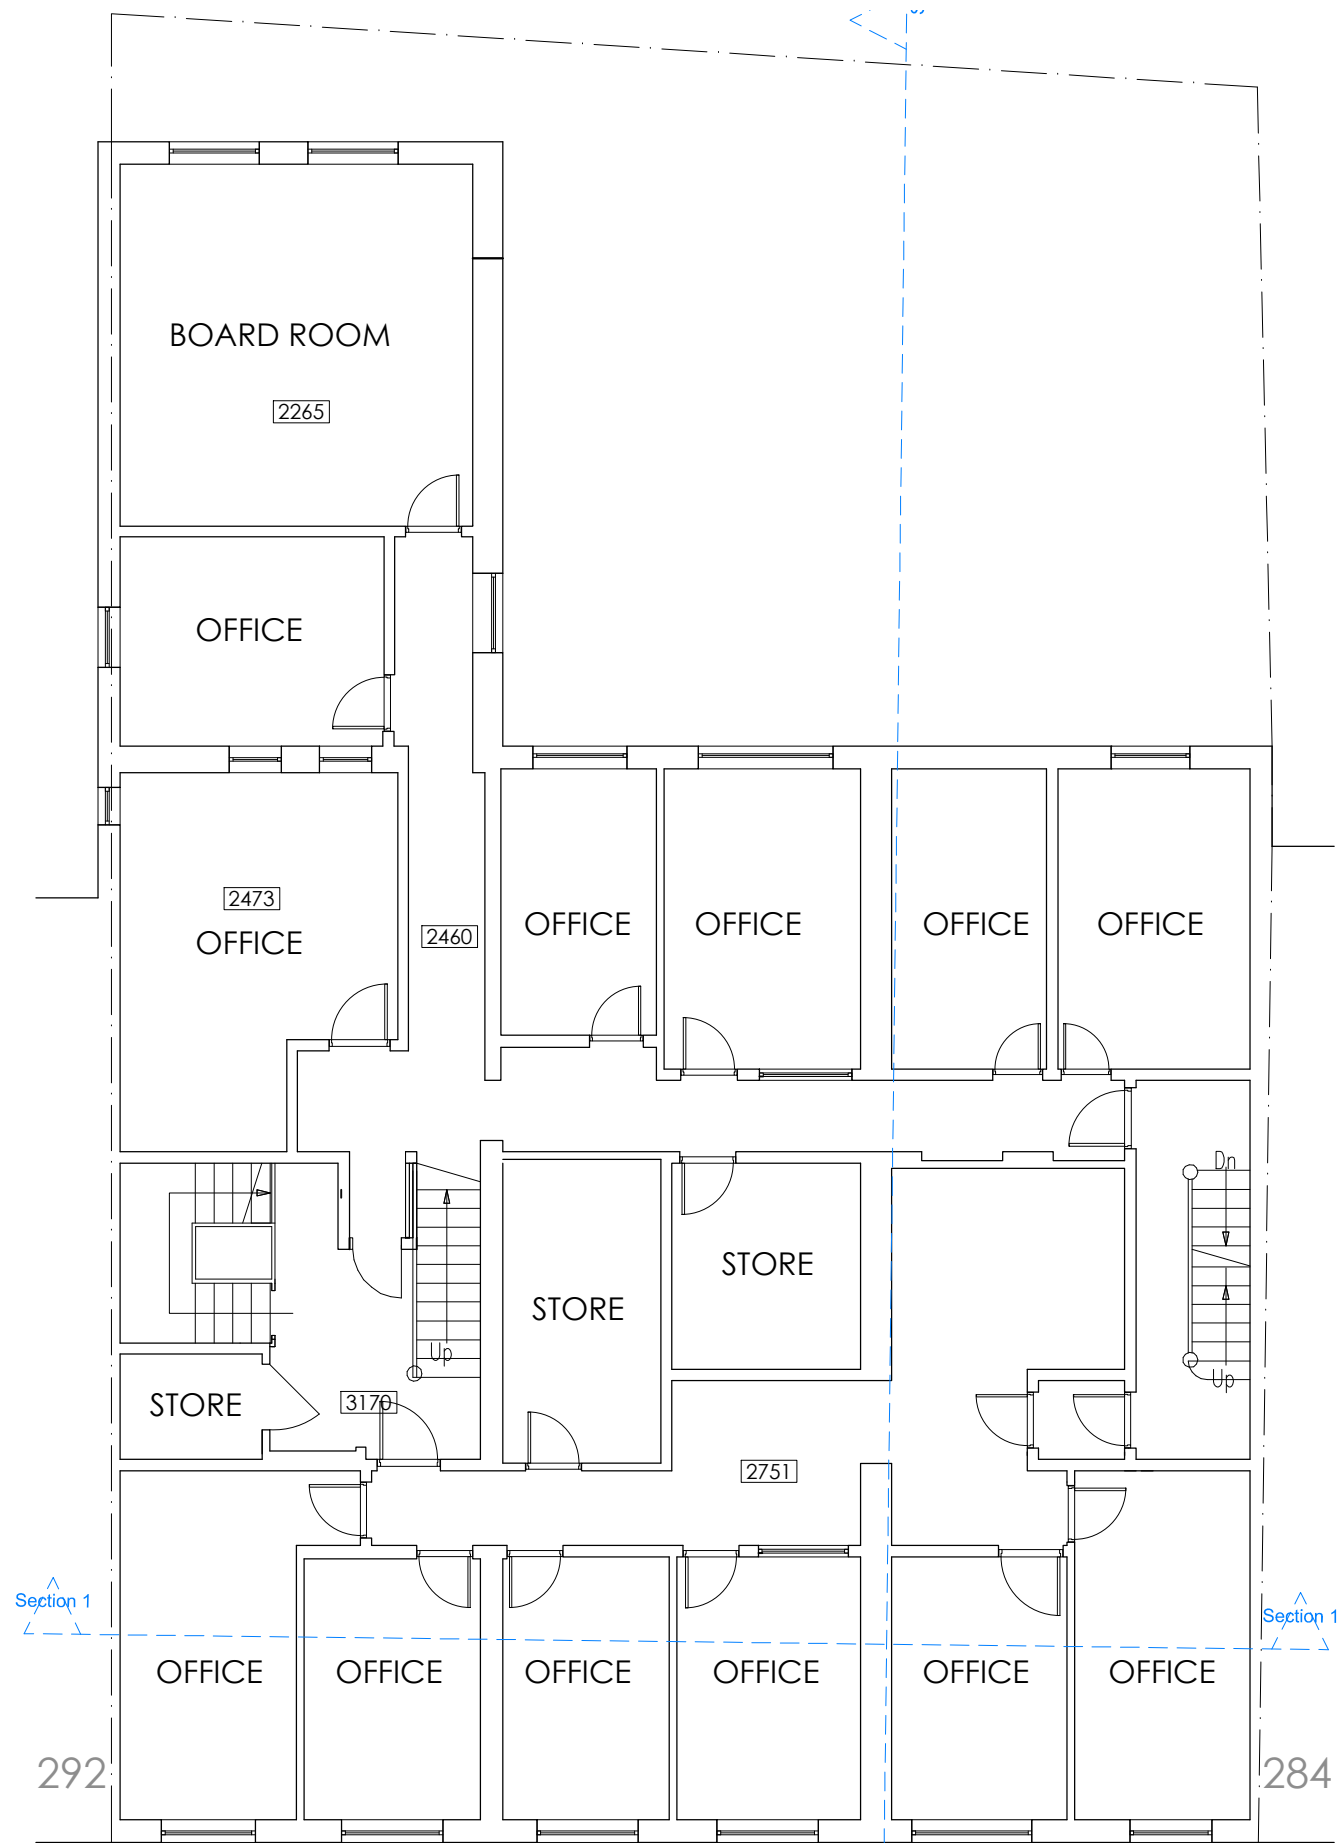 BOARD ROOM
2265
OFFICE
2473
OFFICE
2460
OFFICE
OFFICE
OFFICE
OFFICE
Dn
STORE
STORE
Up
Up
STORE
3170
2751
Section 1
Section 1
OFFICE
OFFICE
OFFICE
OFFICE
OFFICE
OFFICE
292
284